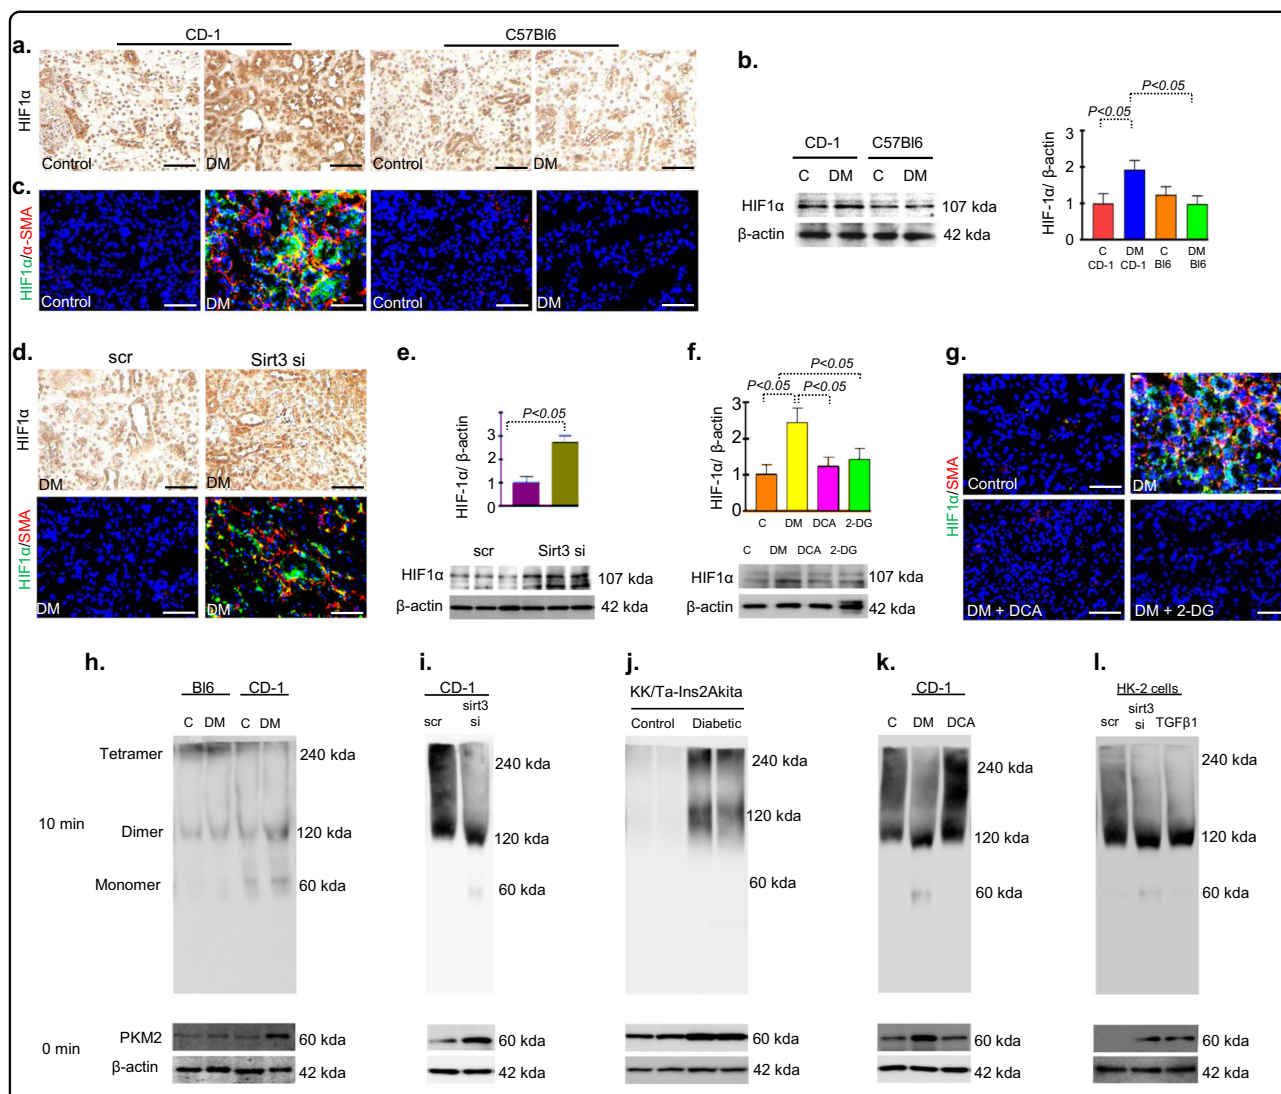 a.
CD-1
C57Bl6
HIF1α
Control
DM
Control
DM
b.
CD-1
C57Bl6
C
DM
C
DM
HIF1α
107 kda
β-actin
42 kda
P<0.05
P<0.05
HIF-1α/ β-actin
3
2
1
0
C
DM
C
DM
CD-1
CD-1
Bl6
Bl6
c.
HIF1α/α-SMA
Control
DM
Control
DM
d.
scr
Sirt3 si
HIF1α
DM
DM
HIF1α/SMA
DM
DM
e.
P<0.05
HIF-1α/ β-actin
3
2
1
0
scr
Sirt3 si
HIF1α
107 kda
β-actin
42 kda
f.
P<0.05
P<0.05
P<0.05
HIF-1α/ β-actin
3
2
1
0
C
DM
DCA
2-DG
C
DM
DCA
2-DG
HIF1α
107 kda
β-actin
42 kda
g.
HIF1α/SMA
Control
DM
DM + DCA
DM + 2-DG
h.
Bl6
CD-1
C
DM
C
DM
Tetramer
240 kda
10 min
Dimer
120 kda
Monomer
60 kda
0 min
PKM2
60 kda
β-actin
42 kda
i.
CD-1
scr
sirt3
si
240 kda
120 kda
60 kda
60 kda
42 kda
j.
KK/Ta-Ins2Akita
Control
Diabetic
240 kda
120 kda
60 kda
60 kda
42 kda
k.
CD-1
C
DM
DCA
240 kda
120 kda
60 kda
60 kda
42 kda
l.
HK-2 cells
scr
sirt3
si
TGFβ1
240 kda
120 kda
60 kda
60 kda
42 kda